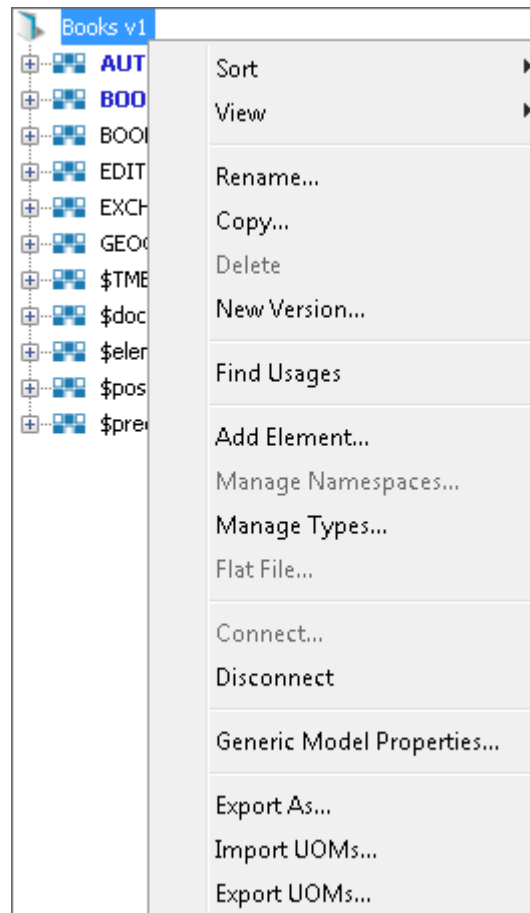 Books v1
AUT
BOO
BOO
EDIT
EXCH
GEO
$TME
$doc
$eler
$pos
$pre
Sort
View
Rename...
Copy...
Delete
New Version...
Find Usages
Add Element...
Manage Namespaces...
Manage Types...
Flat File...
Connect...
Disconnect
Generic Model Properties...
Export As...
Import UOMs...
Export UOMs...